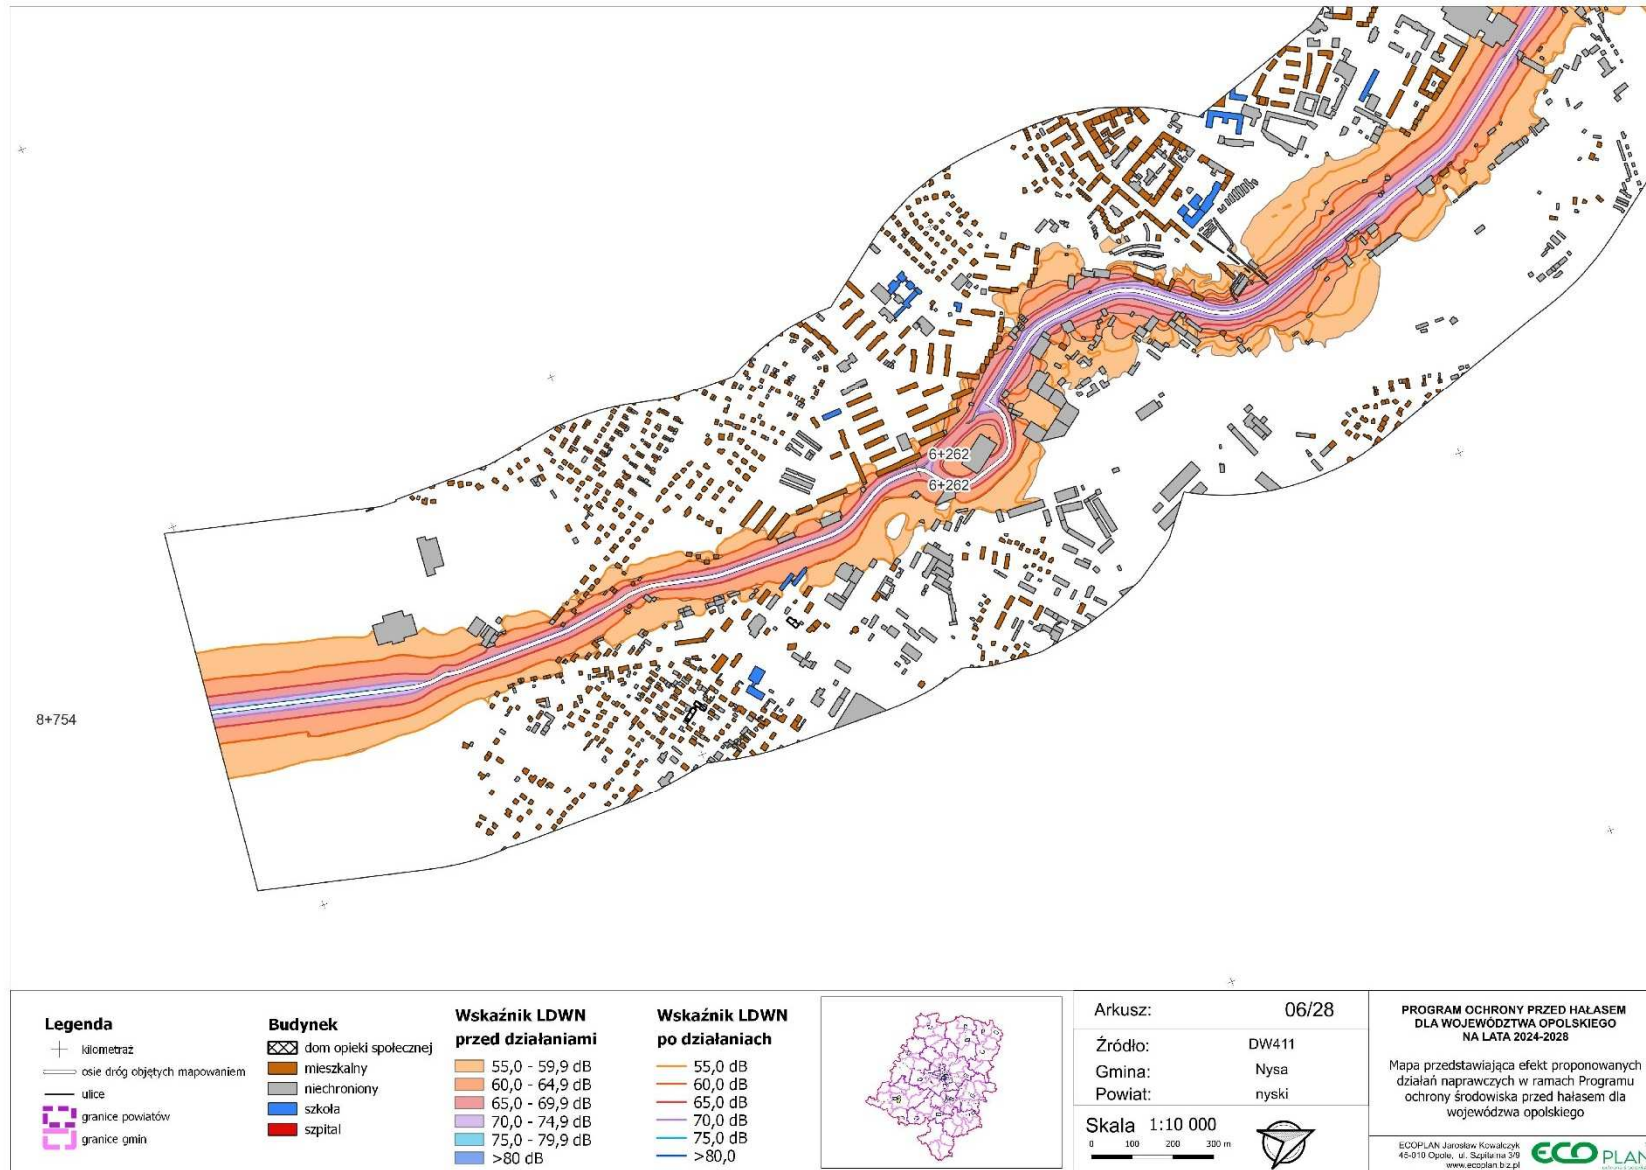 6+262
6+262
8+754
Legenda
kilometraż
osie dróg objętych mapowaniem
ulice
granice powiatów
granice gmin
Budynek
dom opieki społecznej
mieszkalny
niechroniony
szkoła
szpital
Wskaźnik LDWN
przed działaniami
55,0 - 59,9 dB
60,0 - 64,9 dB
65,0 - 69,9 dB
70,0 - 74,9 dB
75,0 - 79,9 dB
>80 dB
Wskaźnik LDWN
po działaniach
55,0 dB
60,0 dB
65,0 dB
70,0 dB
75,0 dB
>80,0
Arkusz: 06/28
Źródło: DW411
Gmina: Nysa
Powiat: nyski
Skala 1:10 000
0 100 200 300 m
PROGRAM OCHRONY PRZED HAŁASEM
DLA WOJEWÓDZTWA OPOLSKIEGO
NA LATA 2024-2028
Mapa przedstawiająca efekt proponowanych
działań naprawczych w ramach Programu
ochrony środowiska przed hałasem dla
wojewódzwa opolskiego
ECOPLAN Jarosław Kowalczyk
45-010 Opole, ul. Szpitalna 3/9
www.ecoplan.biz.pl
ECO PLAN